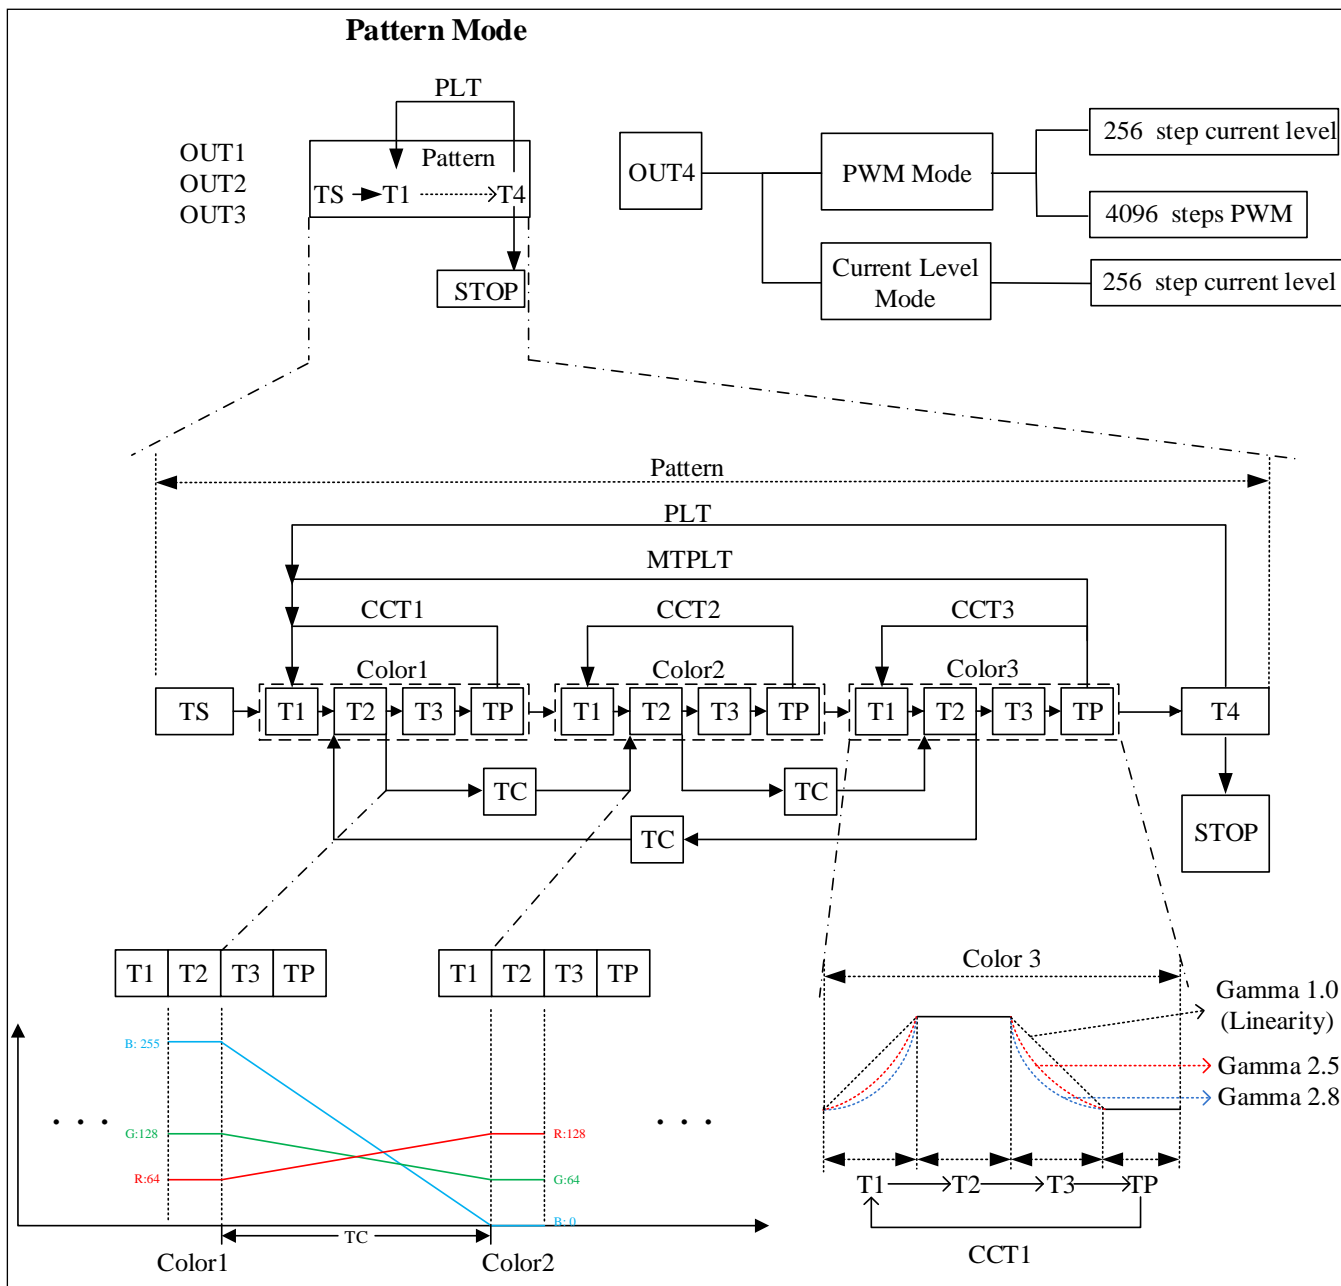 Pattern Mode
PLT
OUT1
OUT2
OUT3
Pattern
TS T1 T4
STOP
OUT4
PWM Mode
Current Level
Mode
256 step current level
4096 steps PWM
256 step current level
Pattern
PLT
MTPLT
CCT1 CCT2 CCT3
Color1 Color2 Color3
TS T1 T2 T3 TP T1 T2 T3 TP T1 T2 T3 TP T4
TC TC
TC
STOP
T1 T2 T3 TP T1 T2 T3 TP
B: 255
G:128
R:64
R:128
G:64
B: 0
. . .
. . .
TC
Color1 Color2
Color 3
Gamma 1.0
(Linearity)
Gamma 2.5
Gamma 2.8
T1 T2 T3 TP
CCT1